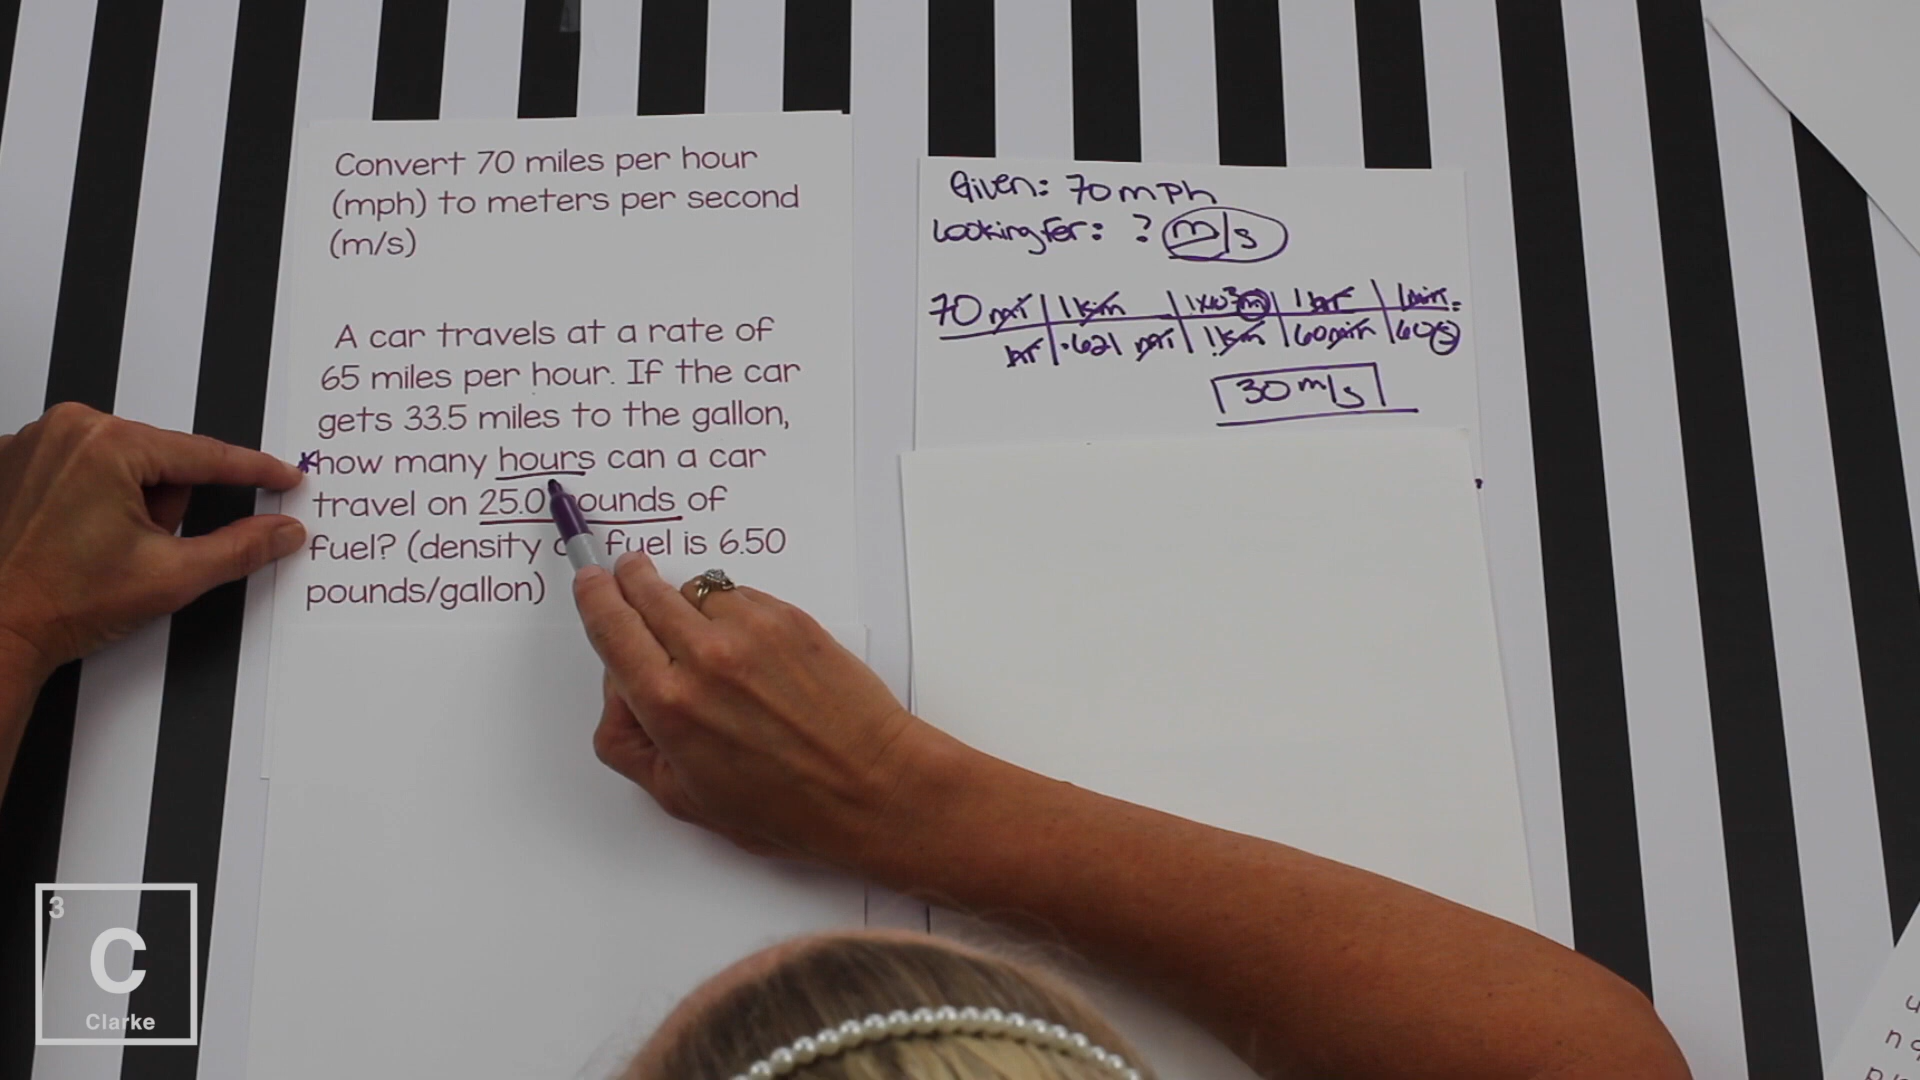 Convert 70 miles per hour
(mph) to meters per second
(m/s)
A car travels at a rate of
65 miles per hour. If the car
gets 33.5 miles to the gallon,
*how many hours can a car
travel on 25.0 pounds of
fuel? (density fuel is 6.50
pounds/gallon)
Given: 70 mph
Looking for: ? m/s
70 mi | 1 km | 1x10³ m | 1 hr | 1 min =
hr | .621 mi | 1 km | 60 min | 60 s
30 m/s
3
C
Clarke